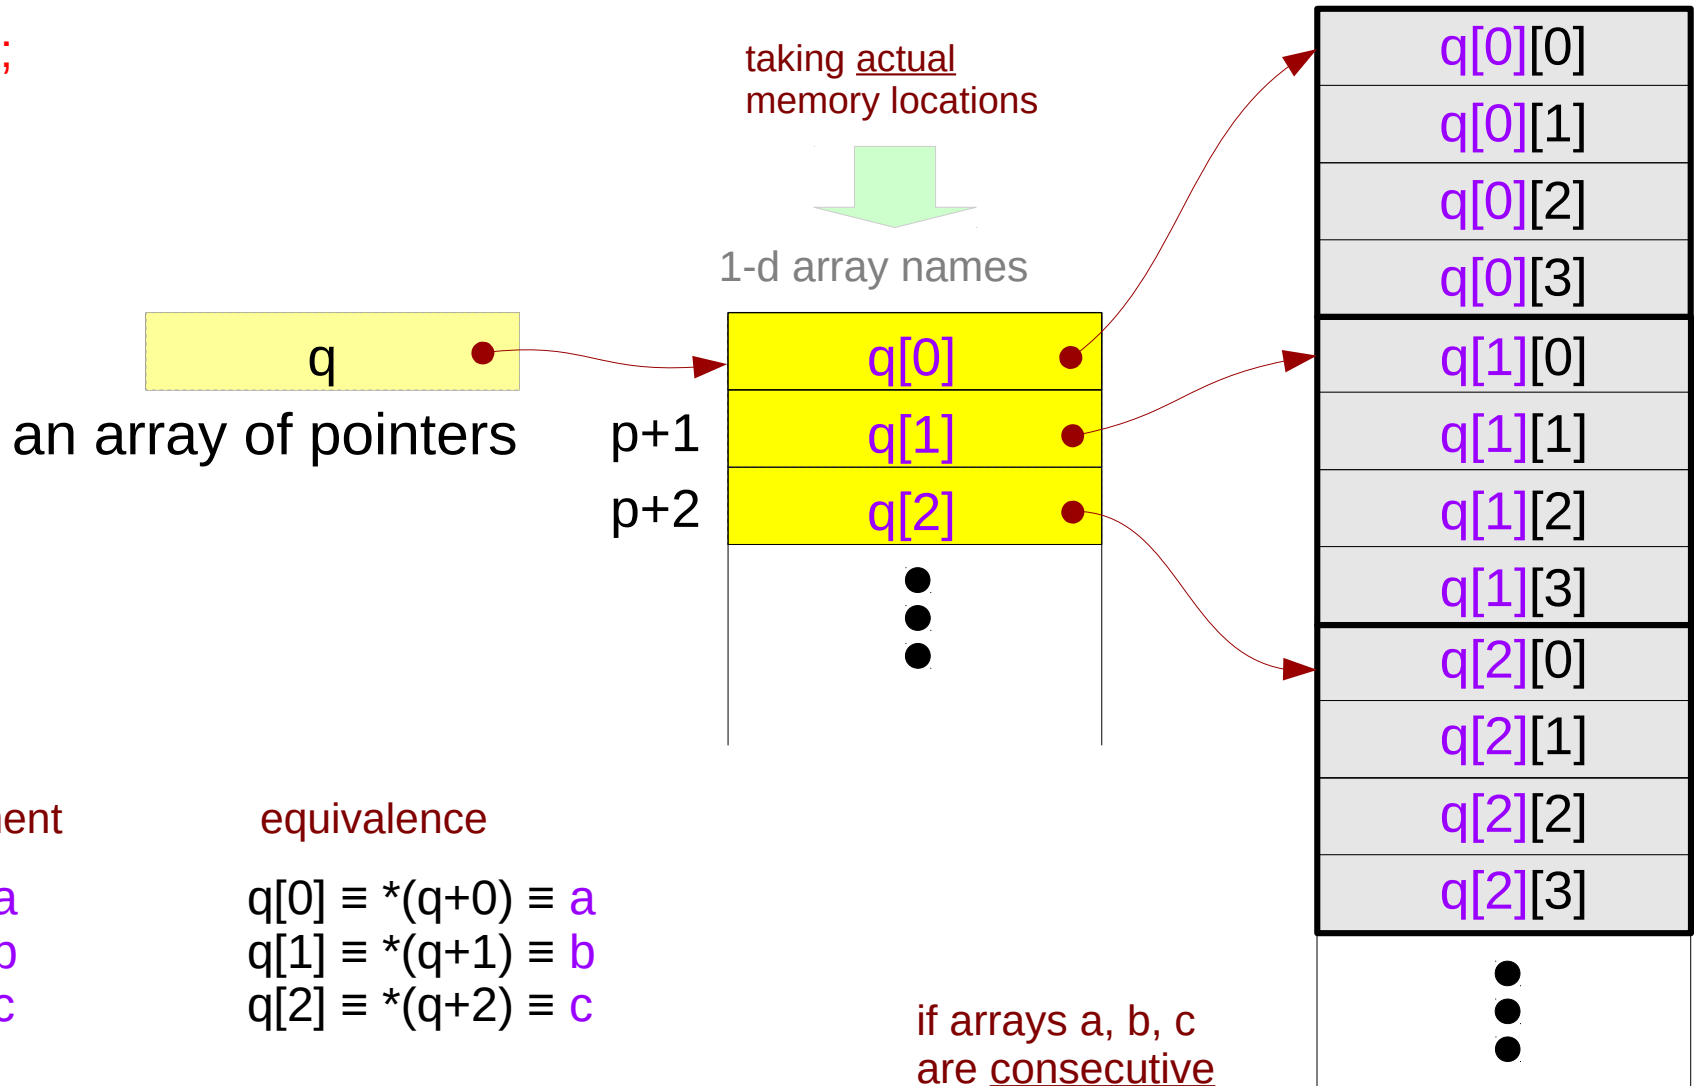 ;
taking actual
memory locations
1-d array names
q
an array of pointers
q[0]
p+1 q[1]
p+2 q[2]
q[0][0]
q[0][1]
q[0][2]
q[0][3]
q[1][0]
q[1][1]
q[1][2]
q[1][3]
q[2][0]
q[2][1]
q[2][2]
q[2][3]
equivalence
a q[0] ≡ *(q+0) ≡ a
b q[1] ≡ *(q+1) ≡ b
c q[2] ≡ *(q+2) ≡ c
if arrays a, b, c
are consecutive